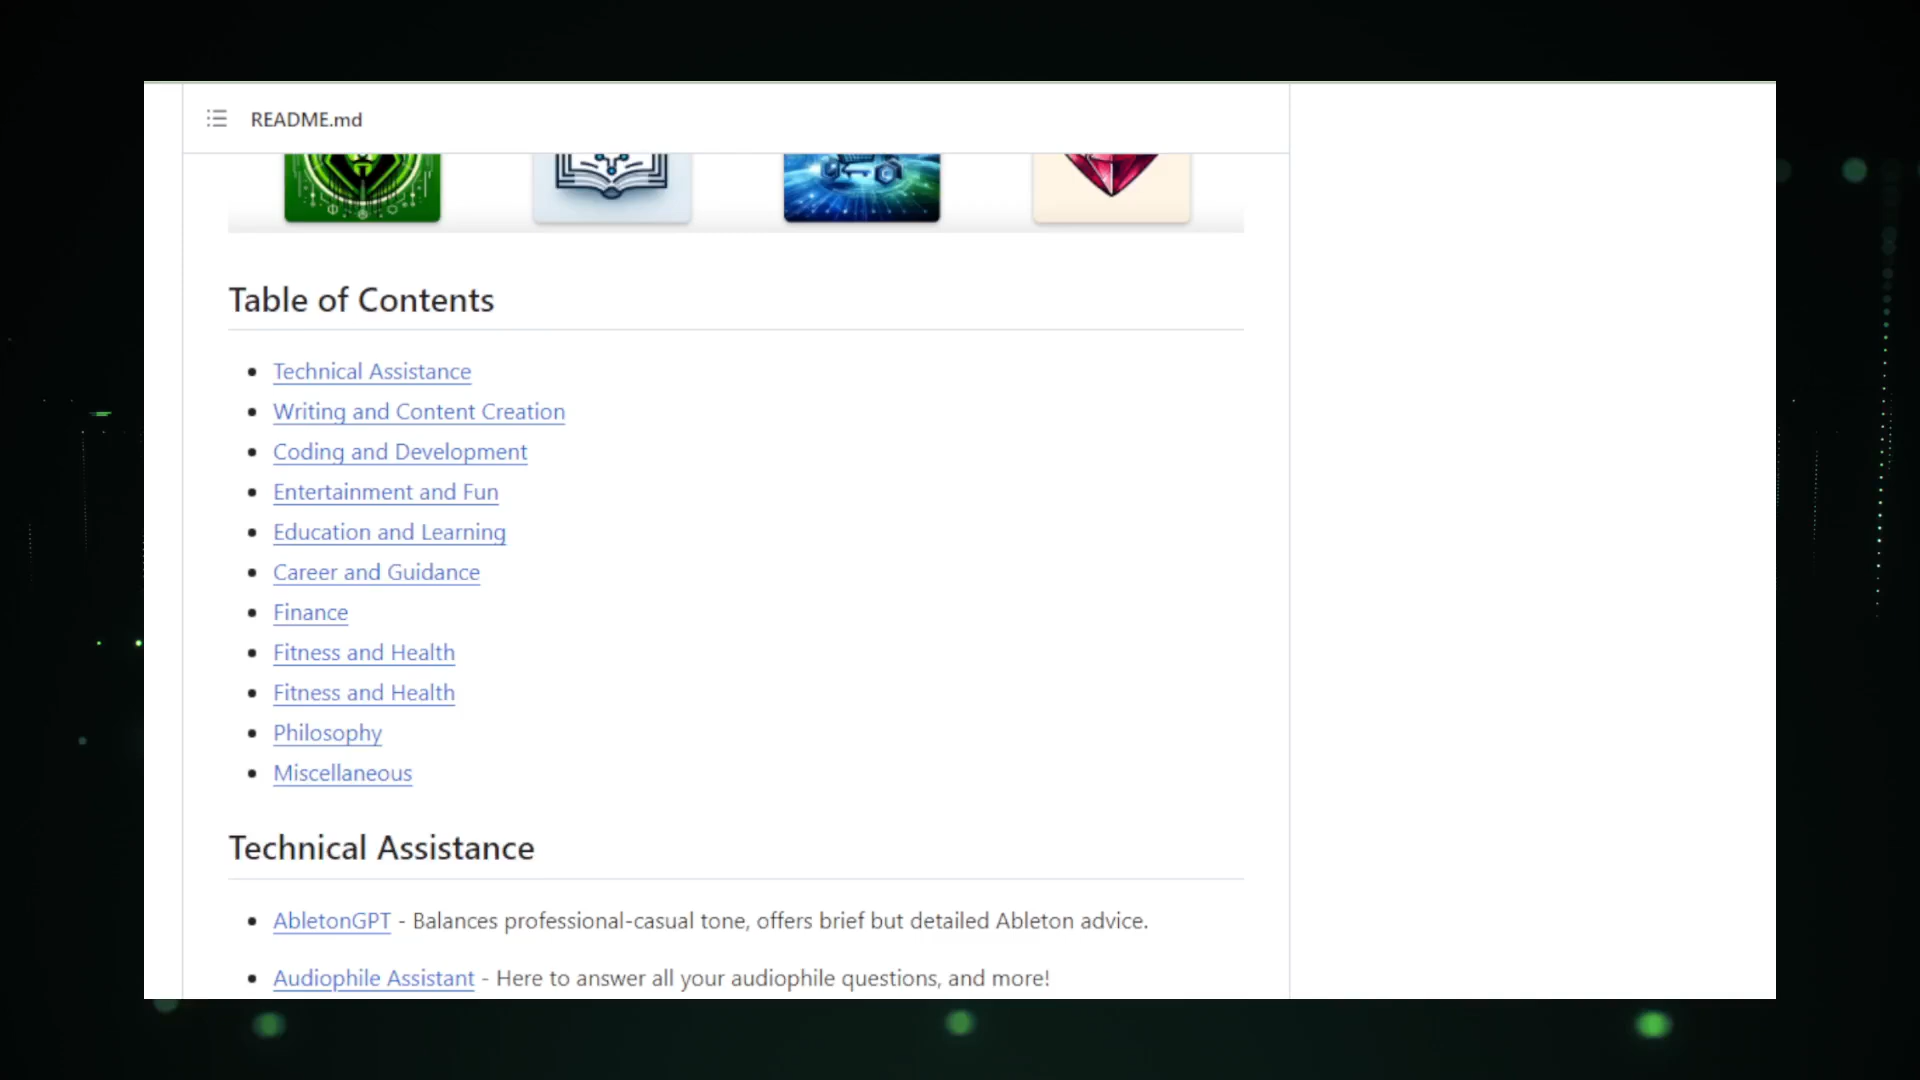 README.md
Table of Contents
Technical Assistance
Writing and Content Creation
Coding and Development
Entertainment and Fun
Education and Learning
Career and Guidance
Finance
Fitness and Health
Fitness and Health
Philosophy
Miscellaneous
Technical Assistance
AbletonGPT - Balances professional-casual tone, offers brief but detailed Ableton advice.
Audiophile Assistant - Here to answer all your audiophile questions, and more!